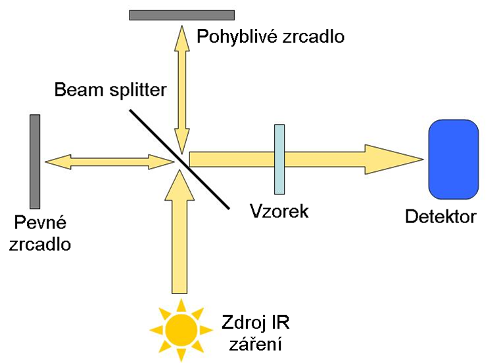 Pohyblivé zrcadlo
Beam splitter
Pevné
zrcadlo
Vzorek
Detektor
Zdroj IR
záření